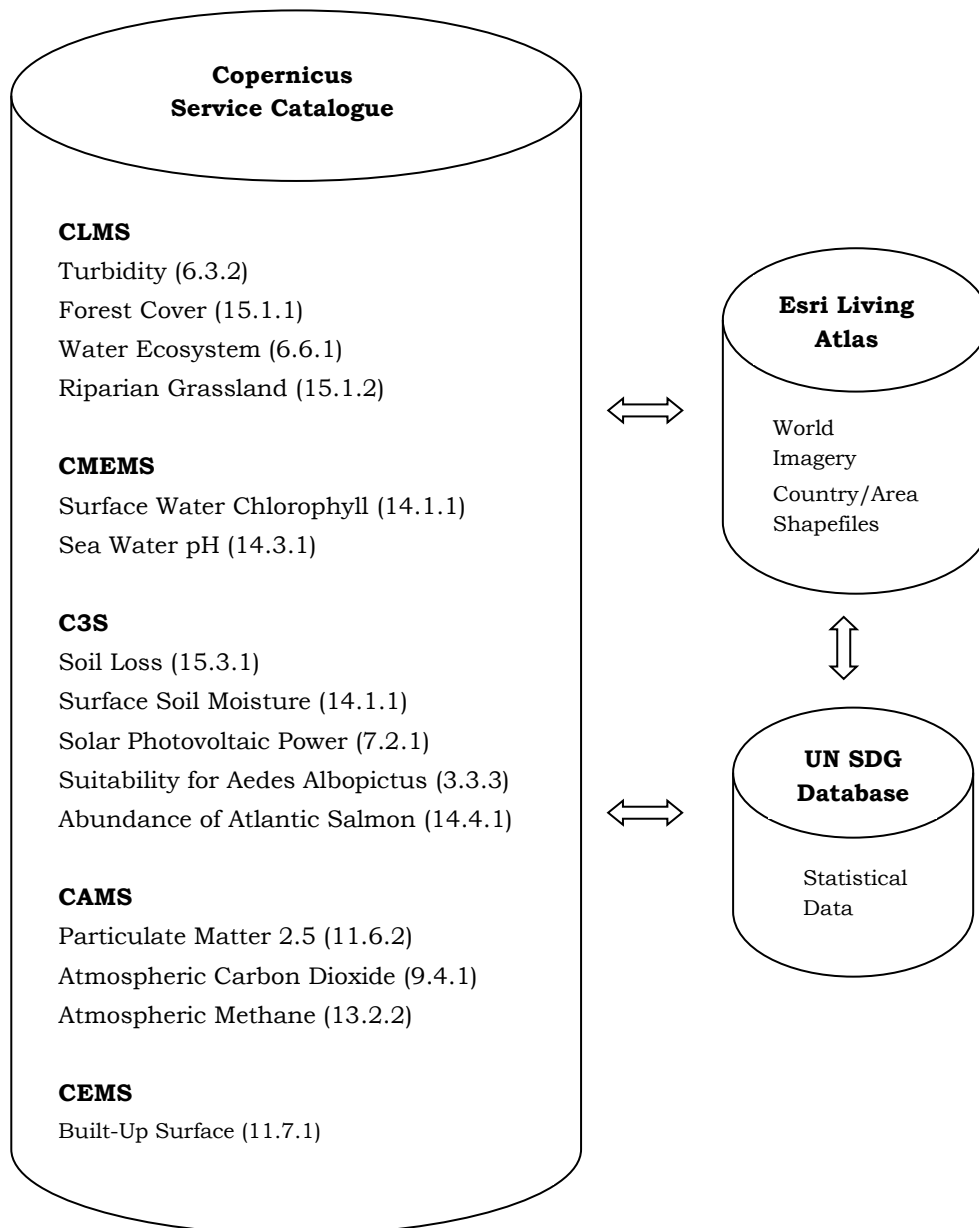 Copernicus
Service Catalogue
CLMS
Turbidity (6.3.2)
Forest Cover (15.1.1)
Water Ecosystem (6.6.1)
Riparian Grassland (15.1.2)
CMEMS
Surface Water Chlorophyll (14.1.1)
Sea Water pH (14.3.1)
C3S
Soil Loss (15.3.1)
Surface Soil Moisture (14.1.1)
Solar Photovoltaic Power (7.2.1)
Suitability for Aedes Albopictus (3.3.3)
Abundance of Atlantic Salmon (14.4.1)
CAMS
Particulate Matter 2.5 (11.6.2)
Atmospheric Carbon Dioxide (9.4.1)
Atmospheric Methane (13.2.2)
CEMS
Built-Up Surface (11.7.1)
Esri Living
Atlas
World
Imagery
Country/Area
Shapefiles
UN SDG
Database
Statistical
Data